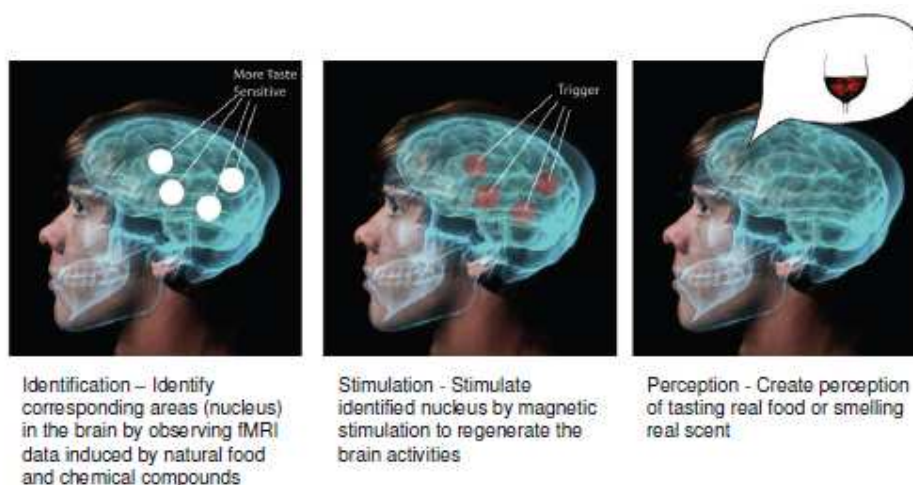 More Taste
Sensitive
Trigger
Identification – Identify
corresponding areas (nucleus)
in the brain by observing fMRI
data induced by natural food
and chemical compounds
Stimulation - Stimulate
identified nucleus by magnetic
stimulation to regenerate the
brain activities
Perception - Create perception
of tasting real food or smelling
real scent